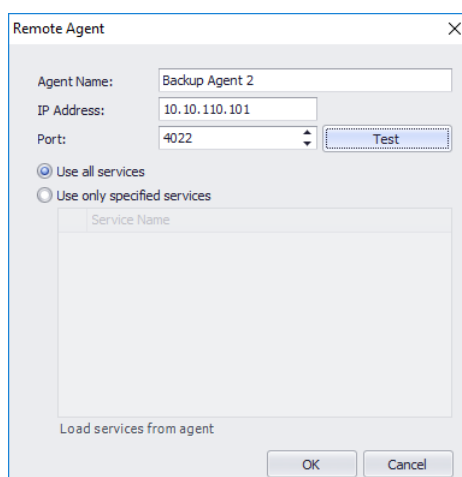 Remote Agent
Agent Name: Backup Agent 2
IP Address: 10.10.110.101
Port: 4022 Test
Use all services
Use only specified services
Service Name
Load services from agent
OK Cancel